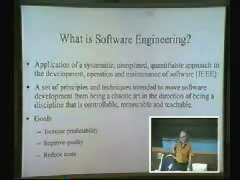 What is Software Engineering?
• Application of a systematic, disciplined, quantifiable approach to
the development, operation and maintenance of software (IEEE)
• A set of principles and techniques intended to move software
development from being a chaotic art in the direction of being a
discipline that is controllable, measurable and teachable.
• Goals
– Increase predictability
– Improve quality
– Reduce costs